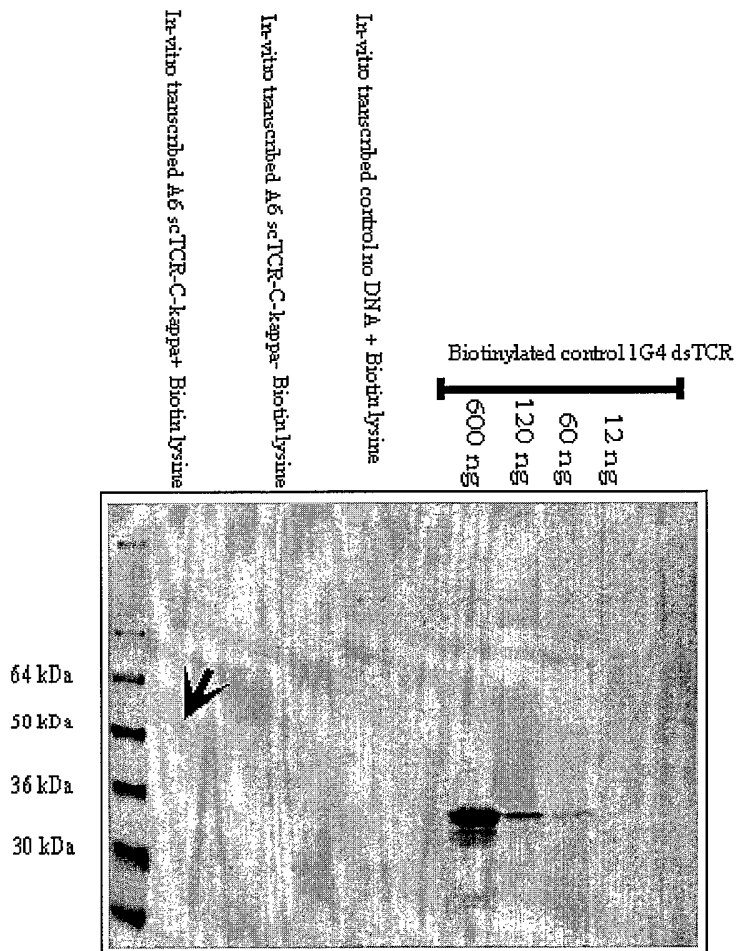 In-vitro transcribed A6 scTCR-C-kappa+ Biotin lysine
In-vitro transcribed A6 scTCR-C-kappa- Biotin lysine
In-vitro transcribed control no DNA + Biotin lysine
Biotinylated control 1G4 dsTCR
600 ng
120 ng
60 ng
12 ng
64 kDa
50 kDa
36 kDa
30 kDa